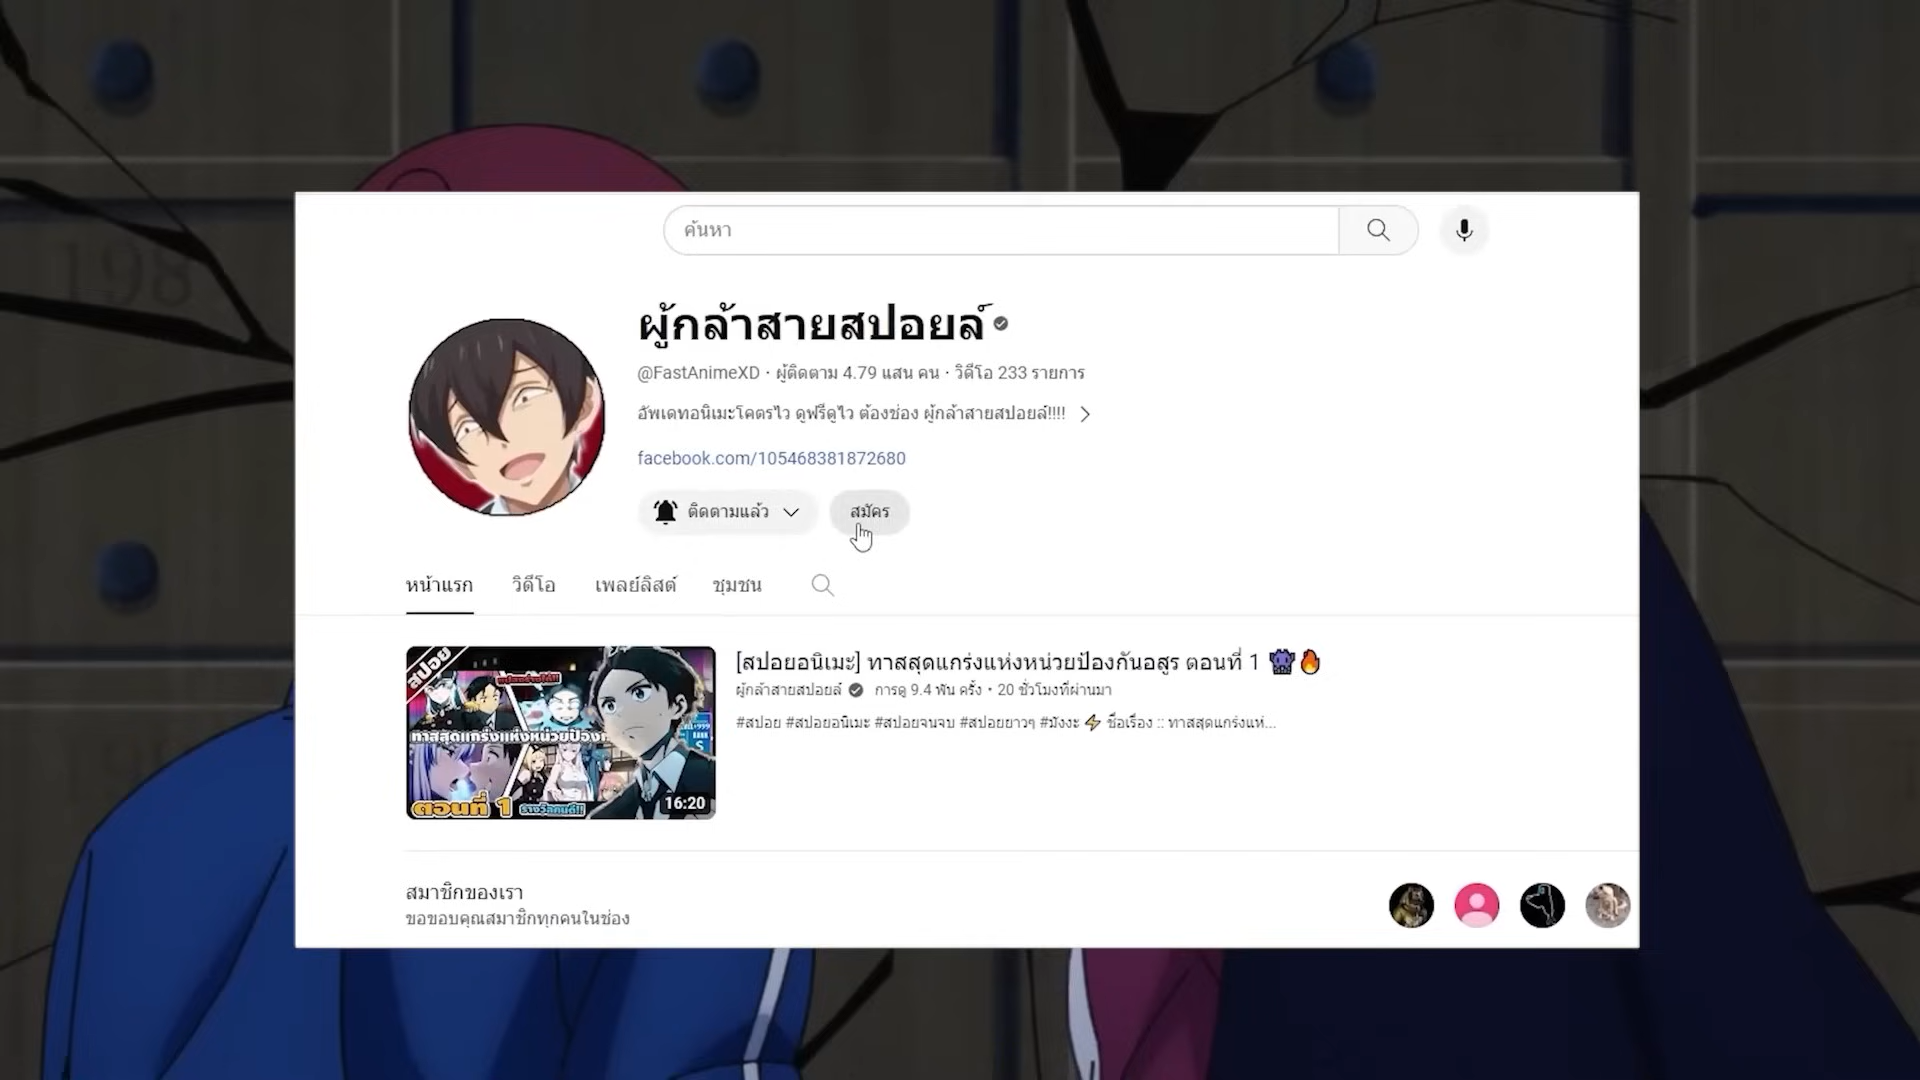 198
ค้นหา
ผู้กล้าสายสปอยล์
@FastAnimeXD · ผู้ติดตาม 4.79 แสน คน · วิดีโอ 233 รายการ
อัพเดทอนิเมะโคตรไว ดูฟรีดูไว ต้องช่อง ผู้กล้าสายสปอยล์!!!!
facebook.com/105468381872680
ติดตามแล้ว
สมัคร
หน้าแรก วิดีโอ เพลย์ลิสต์ ชุมชน
สปอย
ทาสสุดแกร่งแห่งหน่วยป้อง
ตอนที่ 1
16:20
[สปอยอนิเมะ] ทาสสุดแกร่งแห่งหน่วยป้องกันอสูร ตอนที่ 1 👾🔥
ผู้กล้าสายสปอยล์ การดู 9.4 พัน ครั้ง • 20 ชั่วโมงที่ผ่านมา
#สปอย #สปอยอนิเมะ #สปอยจนจบ #สปอยยาวๆ #มังงะ ⚡ ชื่อเรื่อง :: ทาสสุดแกร่งแห่...
สมาชิกของเรา
ขอขอบคุณสมาชิกทุกคนในช่อง